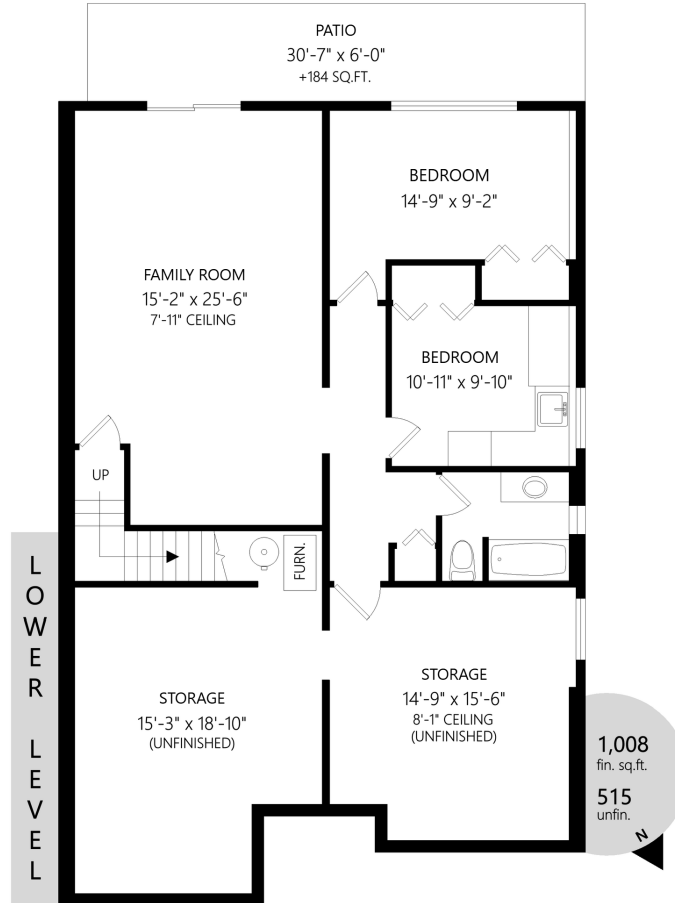 PATIO
30'-7" x 6'-0"
+184 SQ.FT.
BEDROOM
14'-9" x 9'-2"
FAMILY ROOM
15'-2" x 25'-6"
7'-11" CEILING
BEDROOM
10'-11" x 9'-10"
UP
FURN.
LOWER LEVEL
STORAGE
15'-3" x 18'-10"
(UNFINISHED)
STORAGE
14'-9" x 15'-6"
8'-1" CEILING
(UNFINISHED)
1,008
fin. sq.ft.
515
unfin.
N